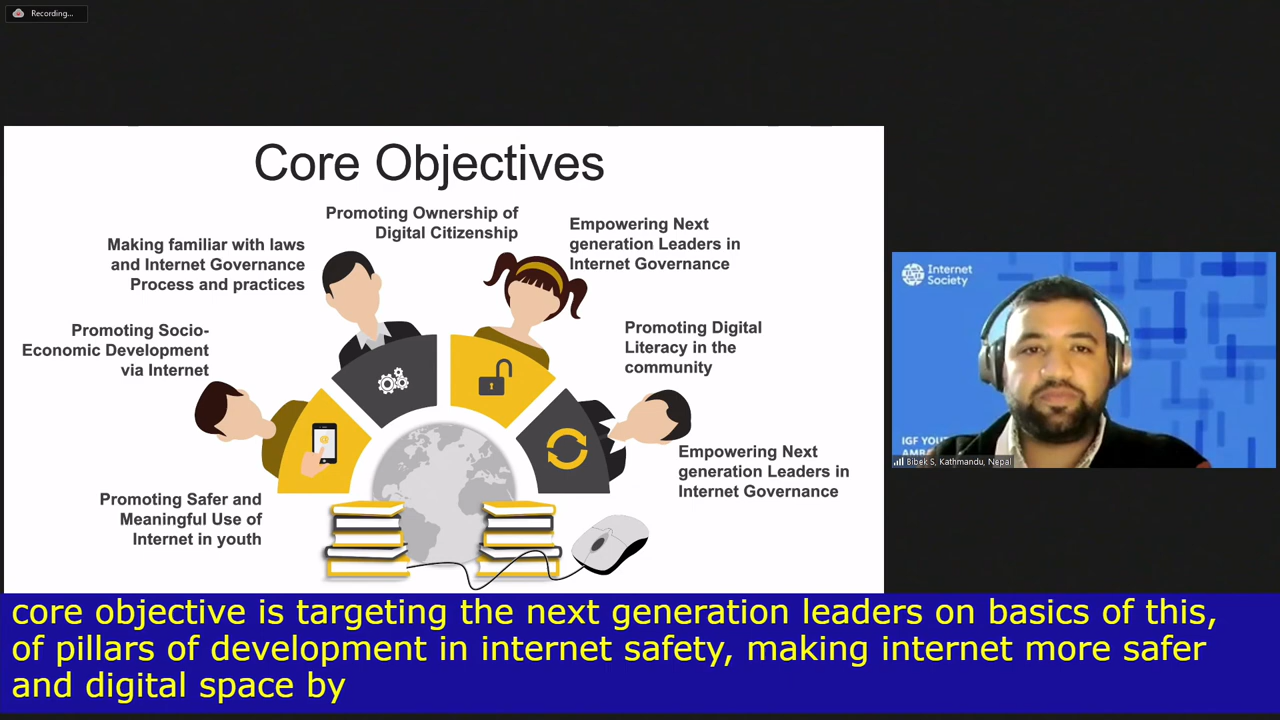 Recording...
Core Objectives
Promoting Ownership of
Digital Citizenship
Empowering Next
generation Leaders in
Internet Governance
Making familiar with laws
and Internet Governance
Process and practices
Promoting Socio-
Economic Development
via Internet
Promoting Digital
Literacy in the
community
Empowering Next
generation Leaders in
Internet Governance
Promoting Safer and
Meaningful Use of
Internet in youth
@
Internet
Society
IGF YOU
AMBA
Bibek S, Kathmandu, Nepal
core objective is targeting the next generation leaders on basics of this,
of pillars of development in internet safety, making internet more safer
and digital space by